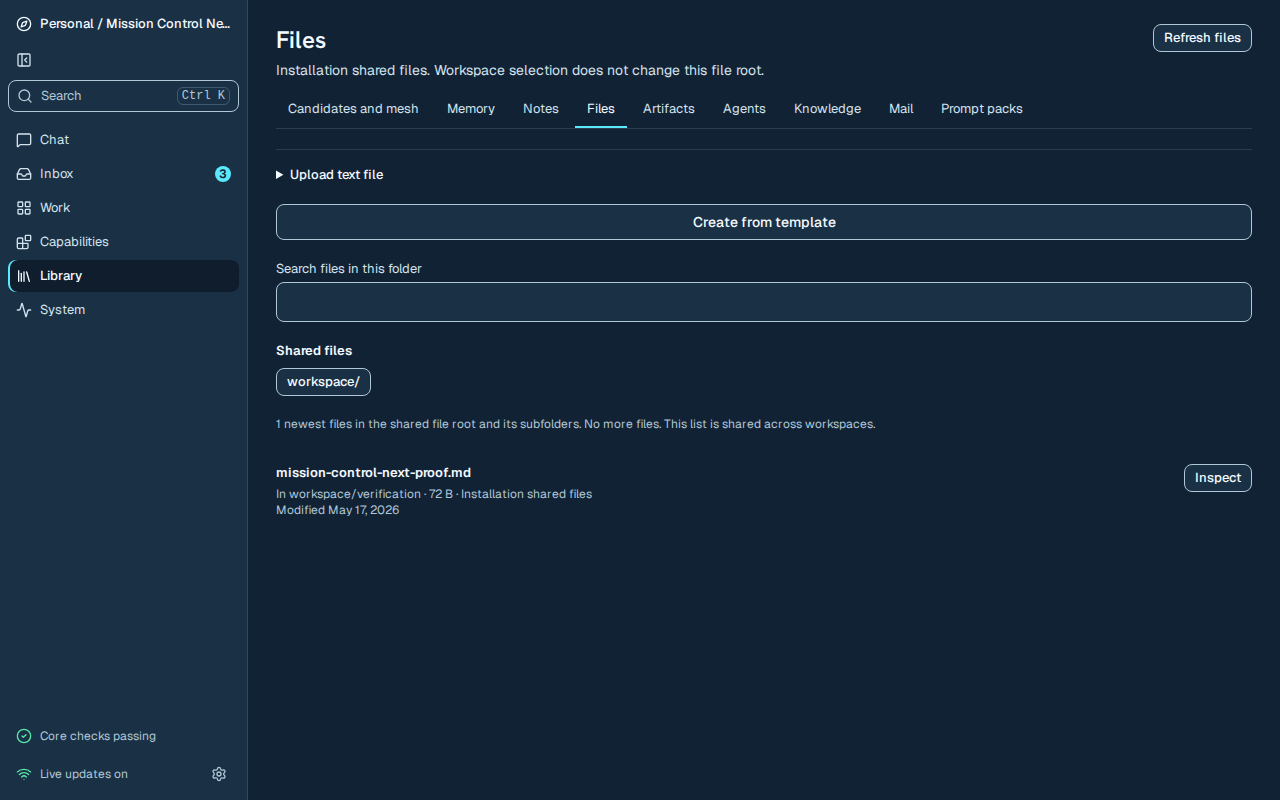 Personal / Mission Control Ne...
Search
Ctrl K
Chat
Inbox
3
Work
Capabilities
Library
System
Core checks passing
Live updates on
Files
Refresh files
Installation shared files. Workspace selection does not change this file root.
Candidates and mesh
Memory
Notes
Files
Artifacts
Agents
Knowledge
Mail
Prompt packs
Upload text file
Create from template
Search files in this folder
Shared files
workspace/
1 newest files in the shared file root and its subfolders. No more files. This list is shared across workspaces.
mission-control-next-proof.md
In workspace/verification · 72 B · Installation shared files
Modified May 17, 2026
Inspect